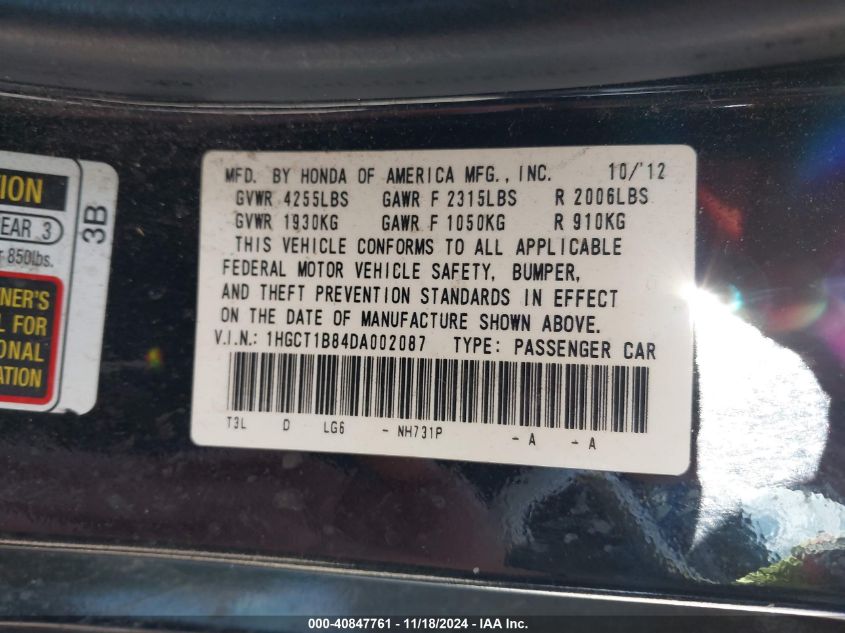 TION
EAR 3
850lbs.
3B
NER'S
L FOR
ONAL
ATION
MFD. BY HONDA OF AMERICA MFG., INC. 10/'12
GVWR 4255LBS GAWR F 2315LBS R 2006LBS
GVWR 1930KG GAWR F 1050KG R 910KG
THIS VEHICLE CONFORMS TO ALL APPLICABLE
FEDERAL MOTOR VEHICLE SAFETY, BUMPER,
AND THEFT PREVENTION STANDARDS IN EFFECT
ON THE DATE OF MANUFACTURE SHOWN ABOVE.
V.I.N.: 1HGCT1B84DA002087 TYPE: PASSENGER CAR
T3L D LG6 - NH731P - A - A
000-40847761 - 11/18/2024 - IAA Inc.